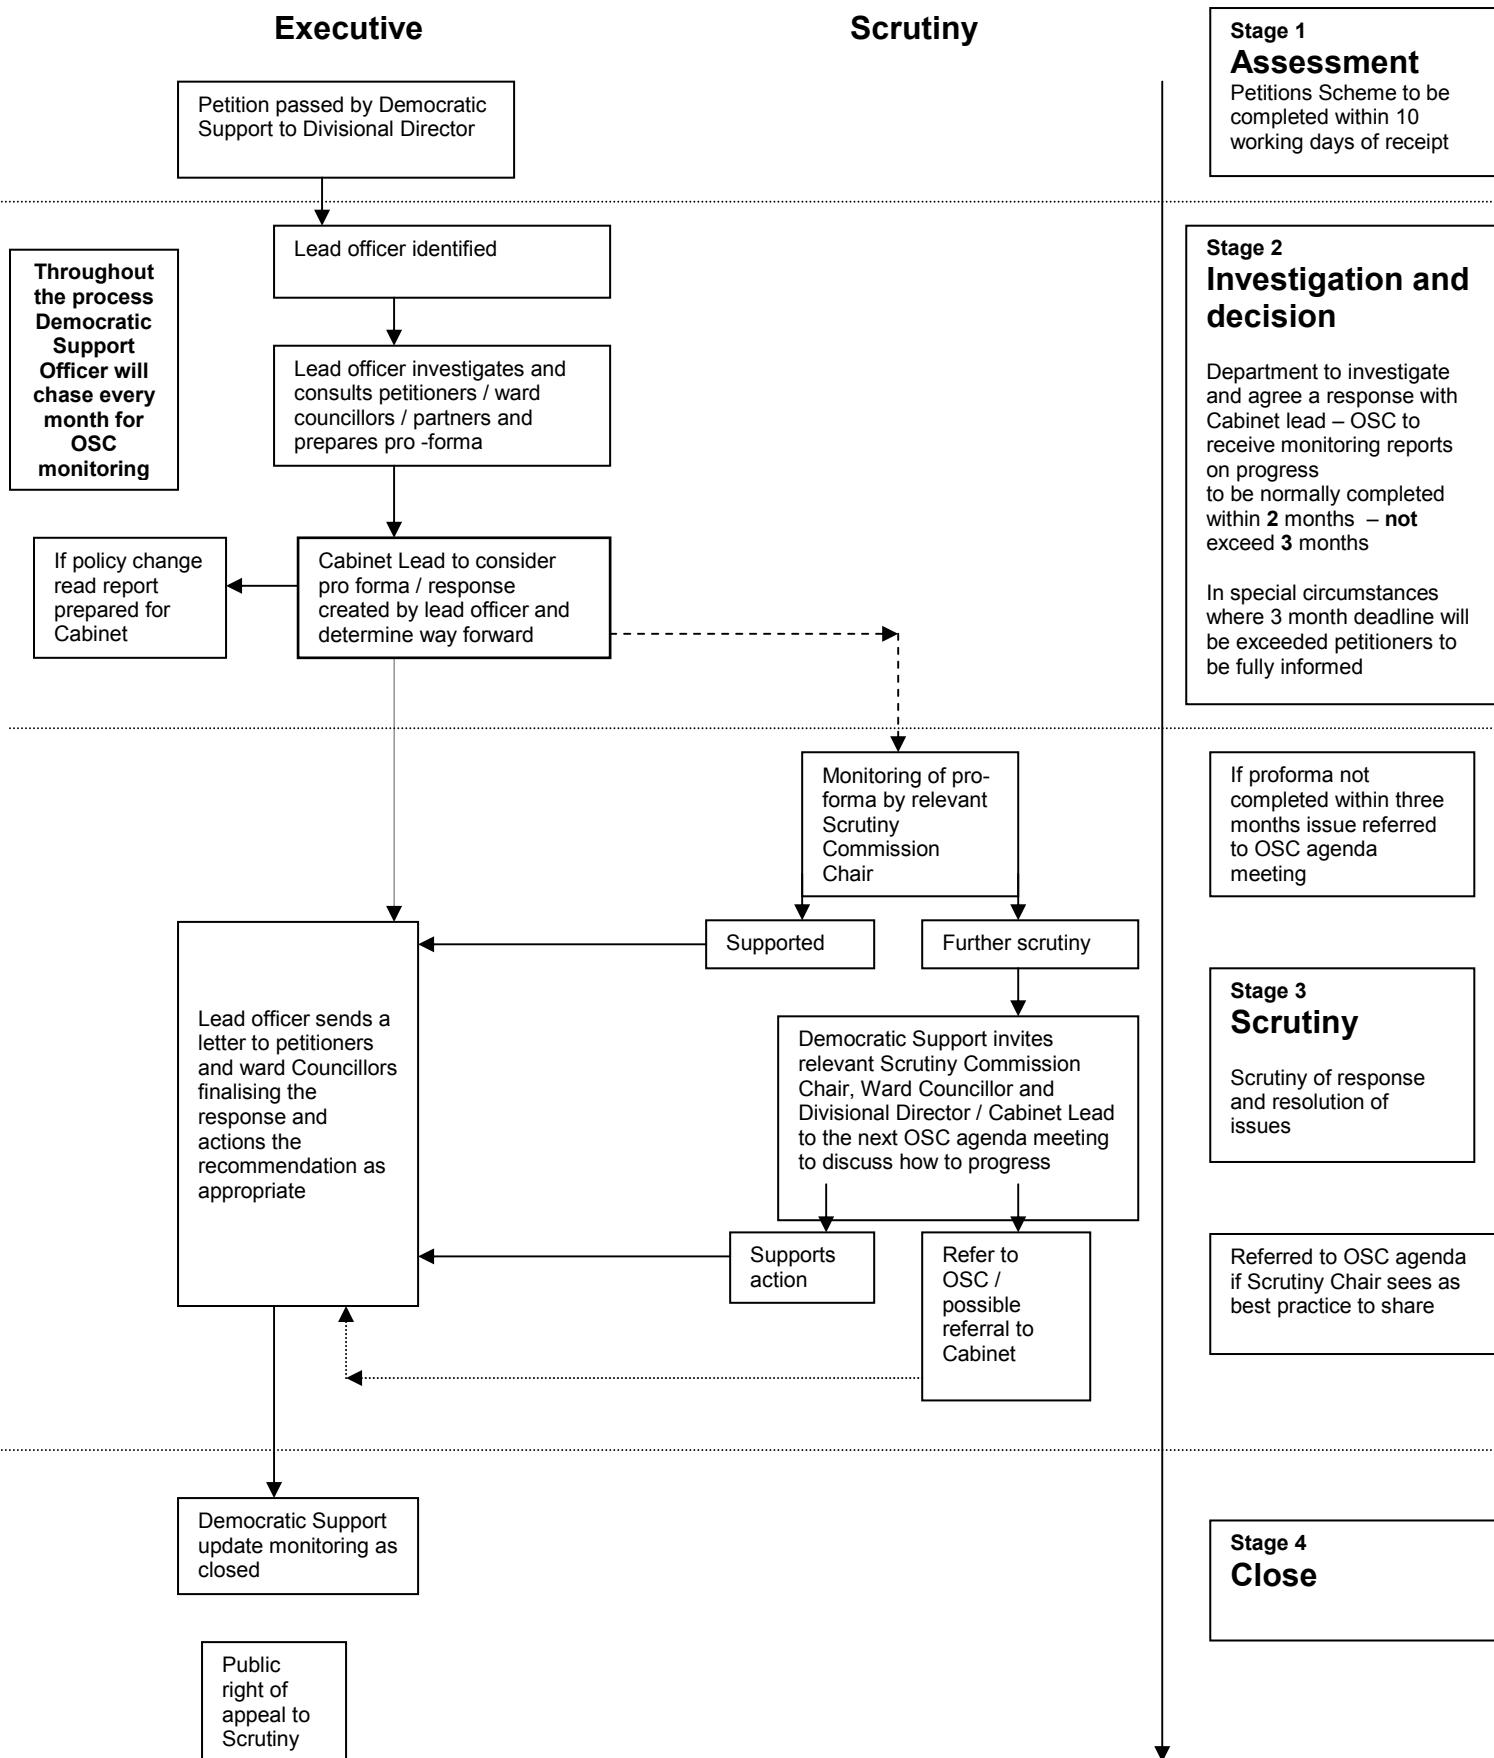 Executive
Scrutiny
Stage 1
Assessment
Petitions Scheme to be
completed within 10
working days of receipt
Petition passed by Democratic
Support to Divisional Director
Lead officer identified
Throughout
the process
Democratic
Support
Officer will
chase every
month for
OSC
monitoring
Stage 2
Investigation and
decision
Department to investigate
and agree a response with
Cabinet lead – OSC to
receive monitoring reports
on progress
to be normally completed
within 2 months – not
exceed 3 months
In special circumstances
where 3 month deadline will
be exceeded petitioners to
be fully informed
Lead officer investigates and
consults petitioners / ward
councillors / partners and
prepares pro -forma
If policy change
read report
prepared for
Cabinet
Cabinet Lead to consider
pro forma / response
created by lead officer and
determine way forward
Monitoring of pro-
forma by relevant
Scrutiny
Commission
Chair
If proforma not
completed within three
months issue referred
to OSC agenda
meeting
Supported
Further scrutiny
Lead officer sends a
letter to petitioners
and ward Councillors
finalising the
response and
actions the
recommendation as
appropriate
Democratic Support invites
relevant Scrutiny Commission
Chair, Ward Councillor and
Divisional Director / Cabinet Lead
to the next OSC agenda meeting
to discuss how to progress
Stage 3
Scrutiny
Scrutiny of response
and resolution of
issues
Supports
action
Refer to
OSC /
possible
referral to
Cabinet
Referred to OSC agenda
if Scrutiny Chair sees as
best practice to share
Democratic Support
update monitoring as
closed
Stage 4
Close
Public
right of
appeal to
Scrutiny